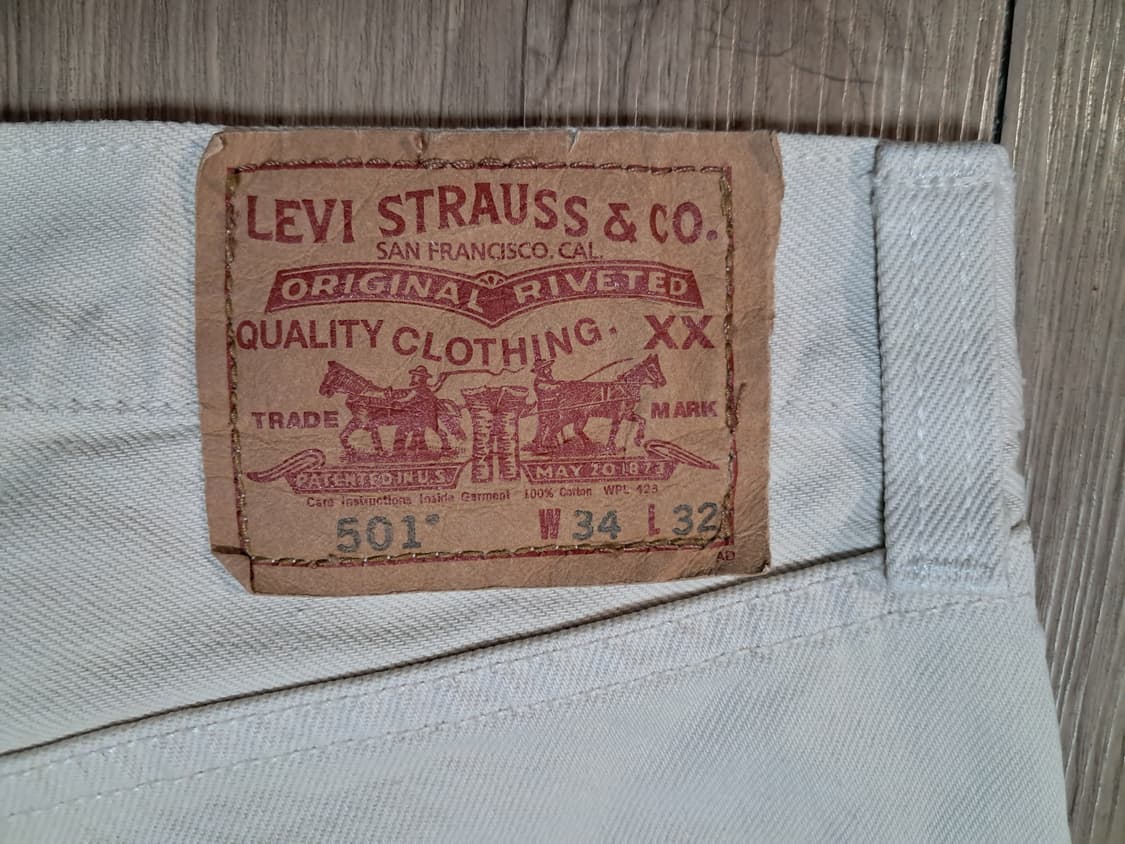 LEVI STRAUSS & CO.
SAN FRANCISCO. CAL.
ORIGINAL RIVETED
QUALITY CLOTHING. XX
TRADE MARK
PATENTED IN U.S. MAY 20 1873
Care Instructions Inside Garment 100% Cotton WPL 423
501® W 34 L 32
AD